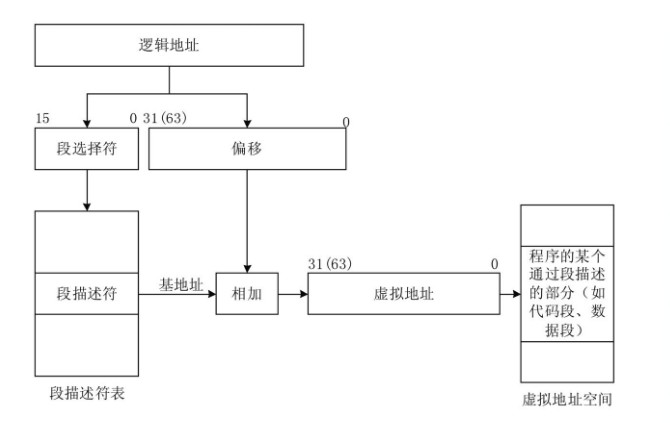 逻辑地址
15
0
31(63)
0
段选择符
偏移
段描述符
基地址
相加
31(63)
0
虚拟地址
程序的某个
通过段描述
的部分（如
代码段、数
据段）
段描述符表
虚拟地址空间